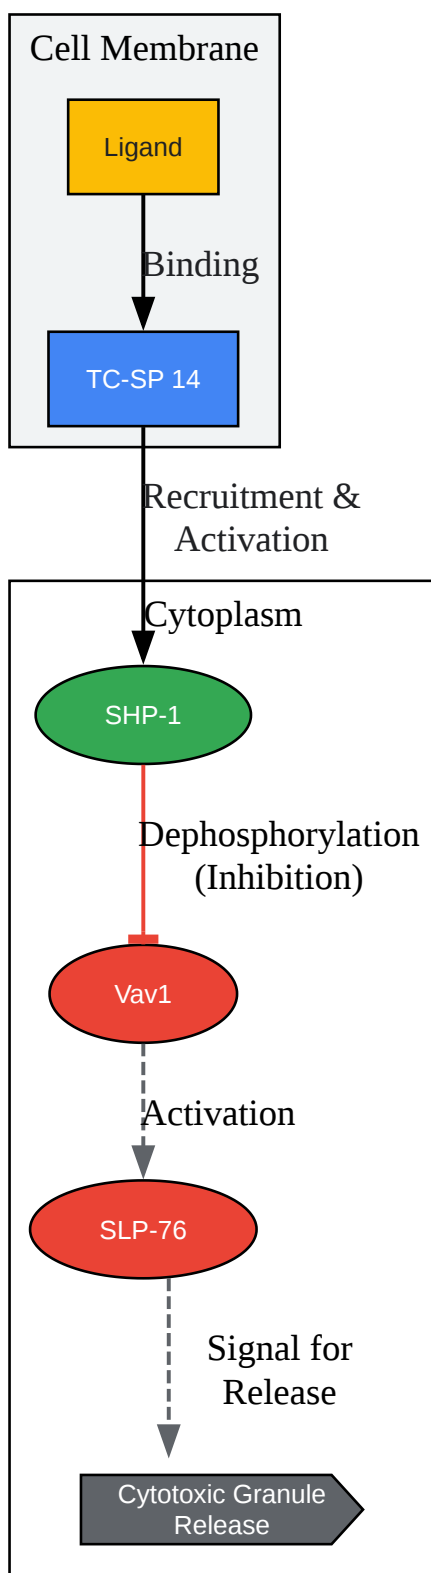 Cell Membrane
Ligand
Binding
TC-SP 14
Recruitment &
Activation
Cytoplasm
SHP-1
Dephosphorylation
(Inhibition)
Vav1
Activation
SLP-76
Signal for
Release
Cytotoxic Granule
Release